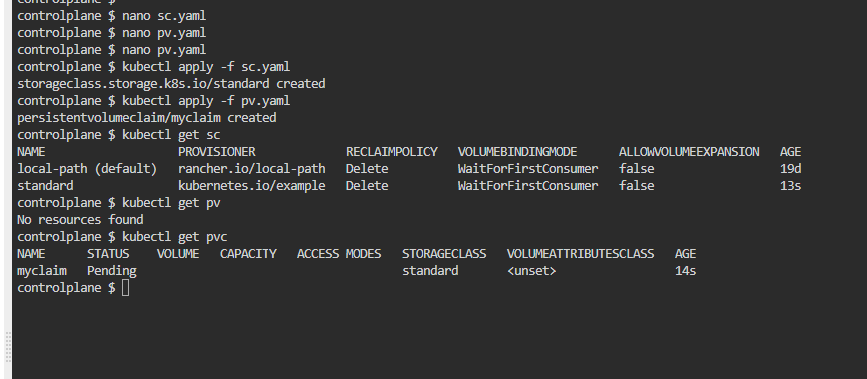 controlplane $
controlplane $ nano sc.yaml
controlplane $ nano pv.yaml
controlplane $ nano pv.yaml
controlplane $ kubectl apply -f sc.yaml
storageclass.storage.k8s.io/standard created
controlplane $ kubectl apply -f pv.yaml
persistentvolumeclaim/myclaim created
controlplane $ kubectl get sc
NAME PROVISIONER RECLAIMPOLICY VOLUMEBINDINGMODE ALLOWVOLUMEEXPANSION AGE
local-path (default) rancher.io/local-path Delete WaitForFirstConsumer false 19d
standard kubernetes.io/example Delete WaitForFirstConsumer false 13s
controlplane $ kubectl get pv
No resources found
controlplane $ kubectl get pvc
NAME STATUS VOLUME CAPACITY ACCESS MODES STORAGECLASS VOLUMEATTRIBUTESCLASS AGE
myclaim Pending standard <unset> 14s
controlplane $